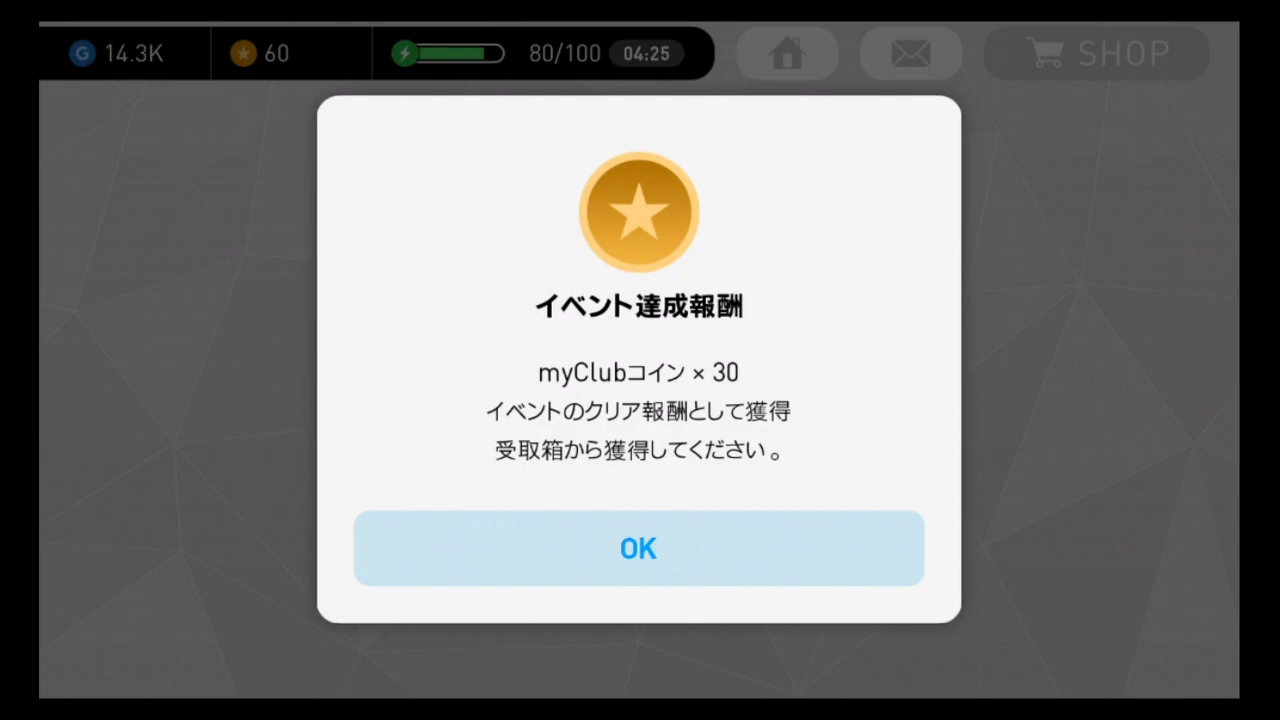 G 14.3K 60 80/100 04:25 SHOP
イベント達成報酬
myClubコイン × 30
イベントのクリア報酬として獲得
受取箱から獲得してください。
OK